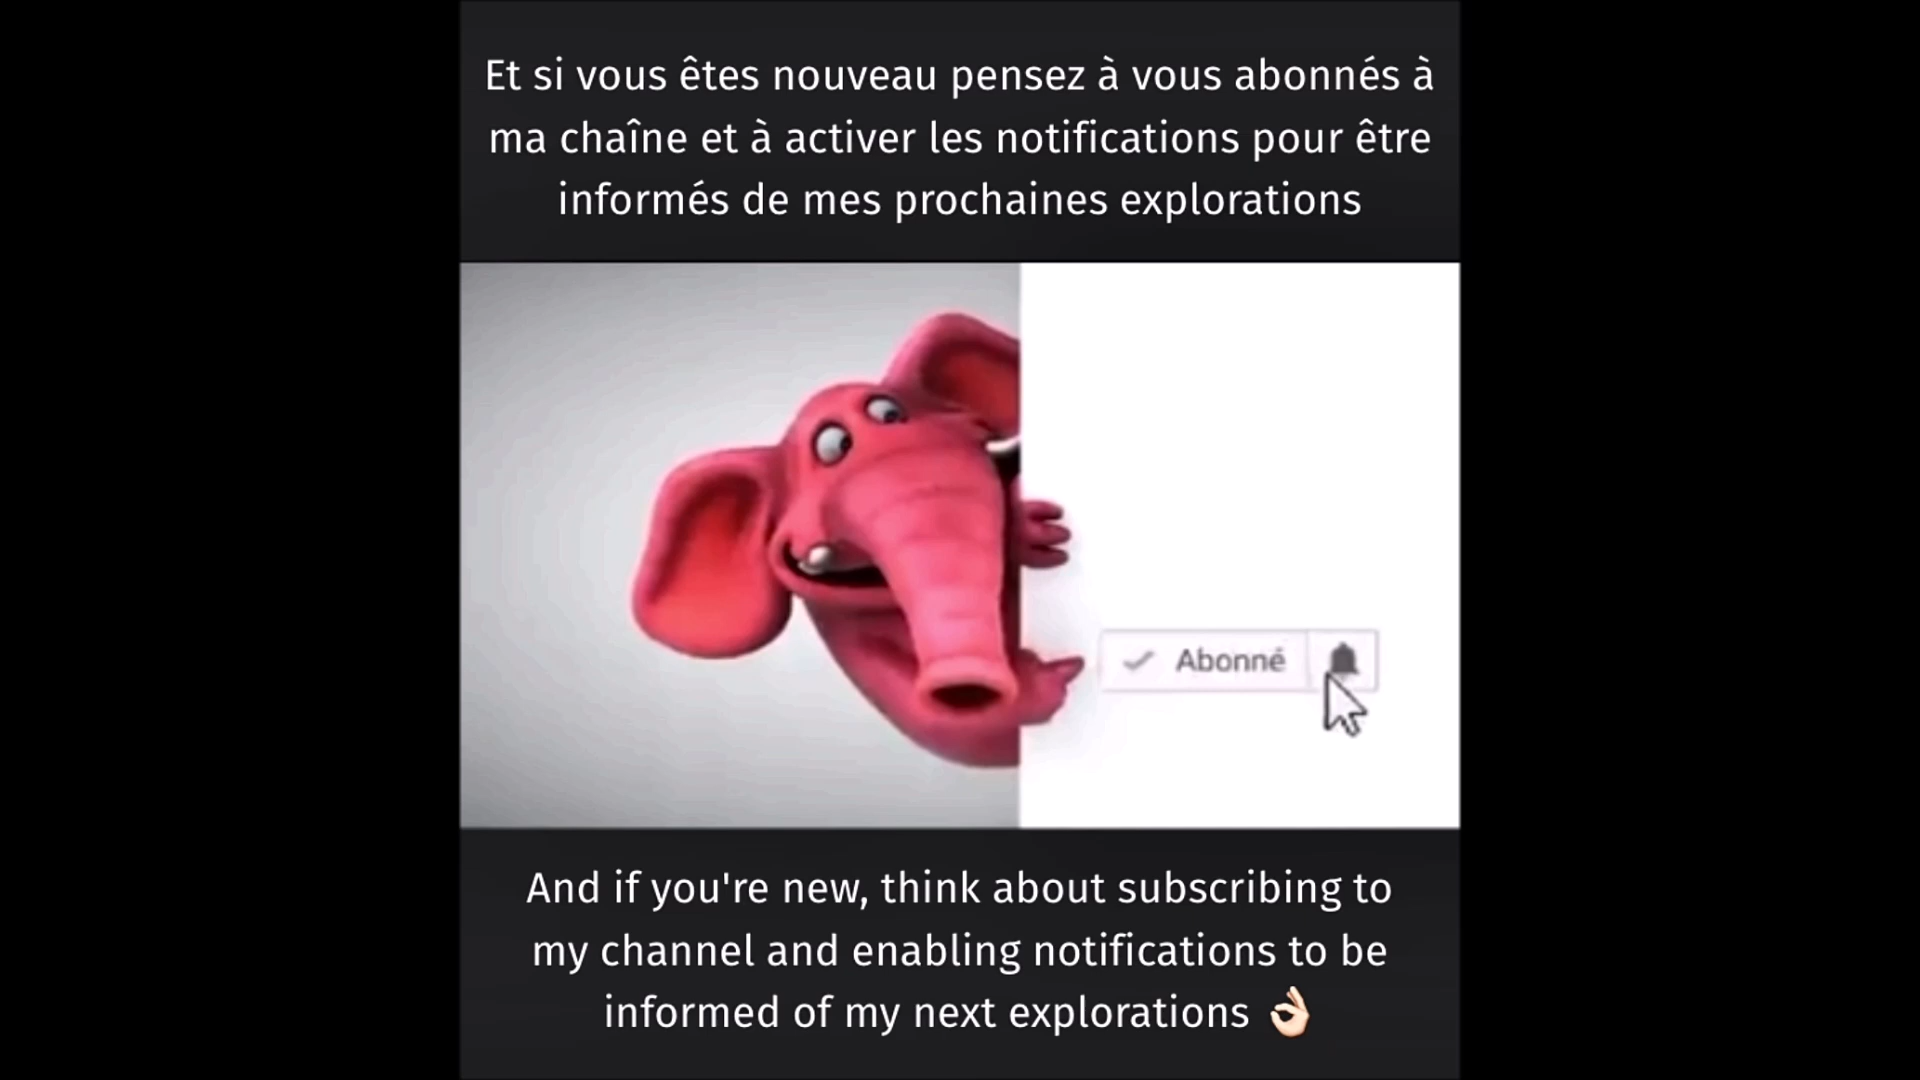 Et si vous êtes nouveau pensez à vous abonnés à
ma chaîne et à activer les notifications pour être
informés de mes prochaines explorations
Abonné
And if you're new, think about subscribing to
my channel and enabling notifications to be
informed of my next explorations 👌🏻